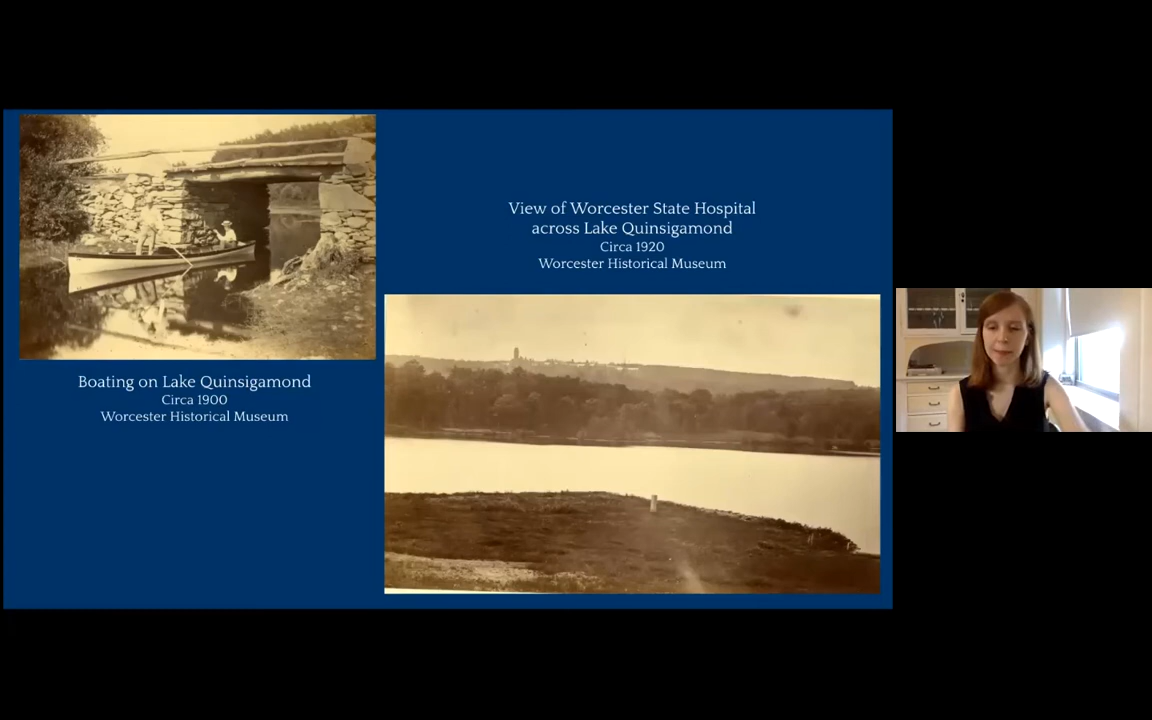 View of Worcester State Hospital
across Lake Quinsigamond
Circa 1920
Worcester Historical Museum
Boating on Lake Quinsigamond
Circa 1900
Worcester Historical Museum